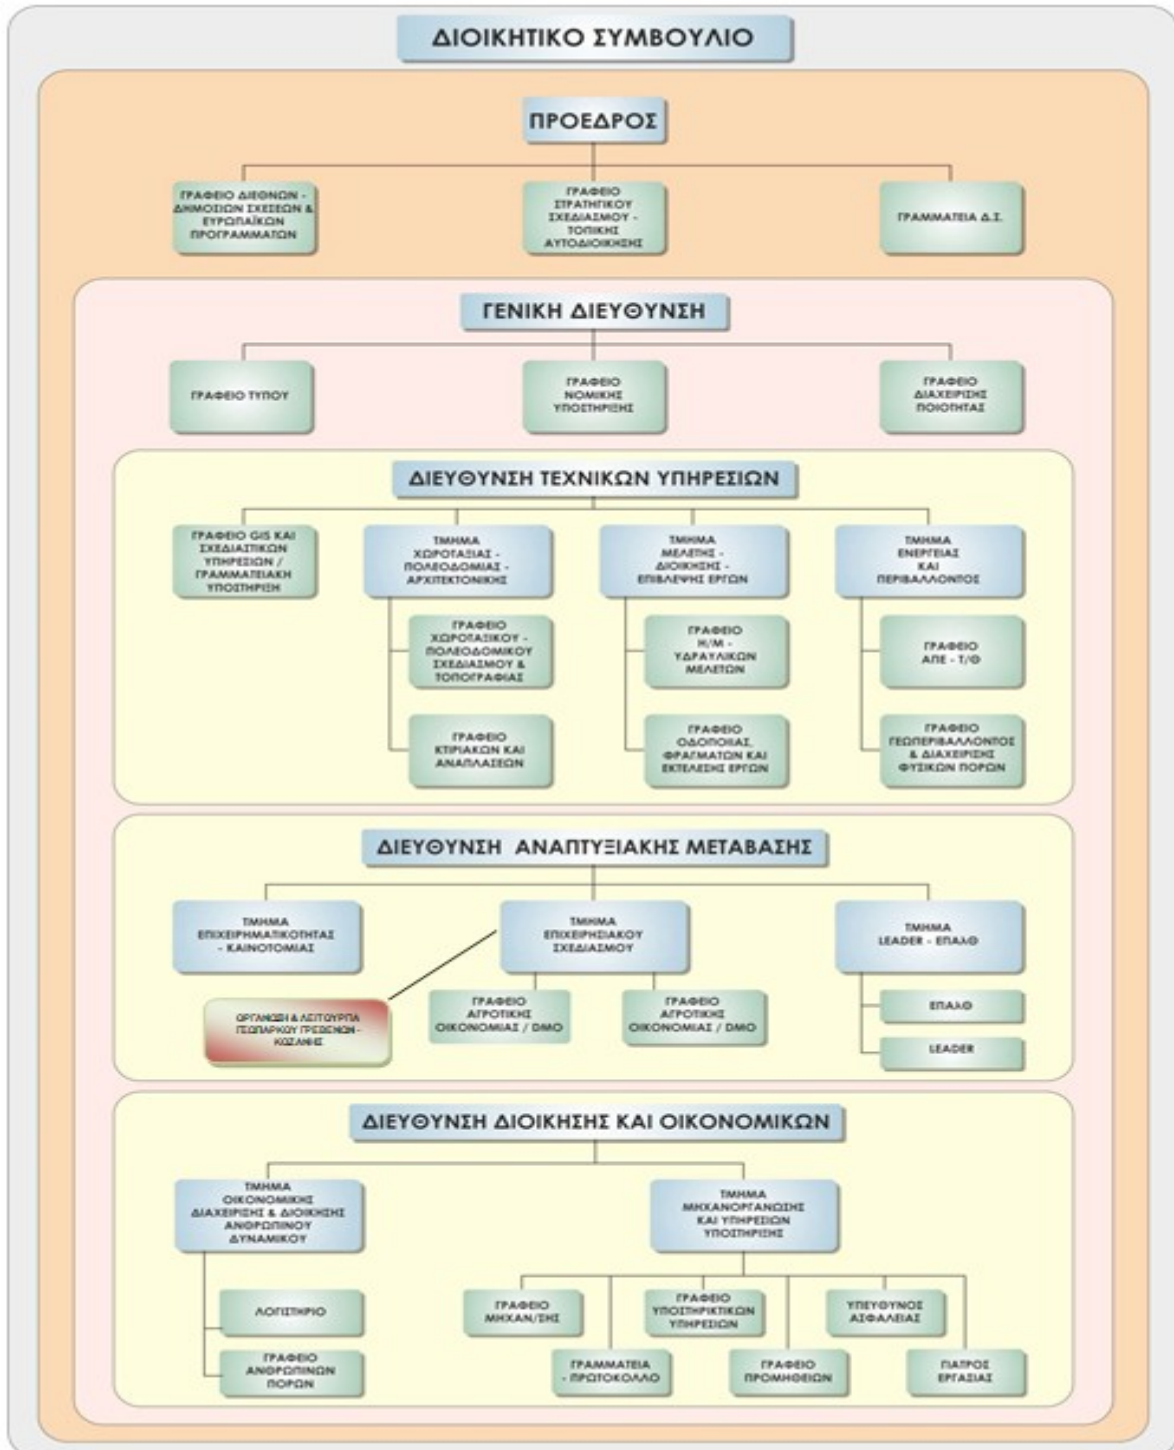 ΔΙΟΙΚΗΤΙΚΟ ΣΥΜΒΟΥΛΙΟ
ΠΡΟΕΔΡΟΣ
ΓΡΑΦΕΙΟ ΔΙΕΘΝΩΝ -
ΔΗΜΟΣΙΩΝ ΣΧΕΣΕΩΝ &
ΕΥΡΩΠΑΪΚΩΝ
ΠΡΟΓΡΑΜΜΑΤΩΝ
ΓΡΑΦΕΙΟ
ΣΤΡΑΤΗΓΙΚΟΥ
ΣΧΕΔΙΑΣΜΟΥ -
ΤΟΠΙΚΗΣ
ΑΥΤΟΔΙΟΙΚΗΣΗΣ
ΓΡΑΜΜΑΤΕΙΑ Δ.Σ.
ΓΕΝΙΚΗ ΔΙΕΥΘΥΝΣΗ
ΓΡΑΦΕΙΟ ΤΥΠΟΥ
ΓΡΑΦΕΙΟ
ΝΟΜΙΚΗΣ
ΥΠΟΣΤΗΡΙΞΗΣ
ΓΡΑΦΕΙΟ
ΔΙΑΧΕΙΡΙΣΗΣ
ΠΟΙΟΤΗΤΑΣ
ΔΙΕΥΘΥΝΣΗ ΤΕΧΝΙΚΩΝ ΥΠΗΡΕΣΙΩΝ
ΓΡΑΦΕΙΟ GIS ΚΑΙ
ΣΧΕΔΙΑΣΤΙΚΩΝ
ΥΠΗΡΕΣΙΩΝ /
ΓΡΑΜΜΑΤΕΙΑΚΗ
ΥΠΟΣΤΗΡΙΞΗ
ΤΜΗΜΑ
ΧΩΡΟΤΑΞΙΑΣ -
ΠΟΛΕΟΔΟΜΙΑΣ -
ΑΡΧΙΤΕΚΤΟΝΙΚΗΣ
ΤΜΗΜΑ
ΜΕΛΕΤΗΣ -
ΔΙΟΙΚΗΣΗΣ -
ΕΠΙΒΛΕΨΗΣ ΕΡΓΩΝ
ΤΜΗΜΑ
ΕΝΕΡΓΕΙΑΣ
ΚΑΙ
ΠΕΡΙΒΑΛΛΟΝΤΟΣ
ΓΡΑΦΕΙΟ
ΧΩΡΟΤΑΞΙΚΟΥ -
ΠΟΛΕΟΔΟΜΙΚΟΥ
ΣΧΕΔΙΑΣΜΟΥ &
ΤΟΠΟΓΡΑΦΙΑΣ
ΓΡΑΦΕΙΟ
Η/Μ -
ΥΔΡΑΥΛΙΚΩΝ
ΜΕΛΕΤΩΝ
ΓΡΑΦΕΙΟ
ΑΠΕ - Τ/Θ
ΓΡΑΦΕΙΟ
ΚΤΙΡΙΑΚΩΝ ΚΑΙ
ΑΝΑΠΛΑΣΕΩΝ
ΓΡΑΦΕΙΟ
ΟΔΟΠΟΙΙΑΣ,
ΦΡΑΓΜΑΤΩΝ ΚΑΙ
ΕΚΤΕΛΕΣΗΣ ΕΡΓΩΝ
ΓΡΑΦΕΙΟ
ΓΕΩΠΕΡΙΒΑΛΛΟΝΤΟΣ
& ΔΙΑΧΕΙΡΙΣΗΣ
ΦΥΣΙΚΩΝ ΠΟΡΩΝ
ΔΙΕΥΘΥΝΣΗ ΑΝΑΠΤΥΞΙΑΚΗΣ ΜΕΤΑΒΑΣΗΣ
ΤΜΗΜΑ
ΕΠΙΧΕΙΡΗΜΑΤΙΚΟΤΗΤΑΣ
- ΚΑΙΝΟΤΟΜΙΑΣ
ΤΜΗΜΑ
ΕΠΙΧΕΙΡΗΣΙΑΚΟΥ
ΣΧΕΔΙΑΣΜΟΥ
ΤΜΗΜΑ
LEADER - ΕΠΑλΘ
ΟΡΓΑΝΩΣΗ & ΛΕΙΤΟΥΡΓΙΑ
ΓΕΩΠΑΡΚΟΥ ΓΡΕΒΕΝΩΝ -
ΚΟΖΑΝΗΣ
ΓΡΑΦΕΙΟ
ΑΓΡΟΤΙΚΗΣ
ΟΙΚΟΝΟΜΙΑΣ / DMO
ΓΡΑΦΕΙΟ
ΑΓΡΟΤΙΚΗΣ
ΟΙΚΟΝΟΜΙΑΣ / DMO
ΕΠΑλΘ
LEADER
ΔΙΕΥΘΥΝΣΗ ΔΙΟΙΚΗΣΗΣ ΚΑΙ ΟΙΚΟΝΟΜΙΚΩΝ
ΤΜΗΜΑ
ΟΙΚΟΝΟΜΙΚΗΣ
ΔΙΑΧΕΙΡΙΣΗΣ & ΔΙΟΙΚΗΣΗΣ
ΑΝΘΡΩΠΙΝΟΥ
ΔΥΝΑΜΙΚΟΥ
ΤΜΗΜΑ
ΜΗΧΑΝΟΡΓΑΝΩΣΗΣ
ΚΑΙ ΥΠΗΡΕΣΙΩΝ
ΥΠΟΣΤΗΡΙΞΗΣ
ΛΟΓΙΣΤΗΡΙΟ
ΓΡΑΦΕΙΟ
ΑΝΘΡΩΠΙΝΩΝ
ΠΟΡΩΝ
ΓΡΑΦΕΙΟ
ΜΗΧΑΝ/ΣΗΣ
ΓΡΑΦΕΙΟ
ΥΠΟΣΤΗΡΙΚΤΙΚΩΝ
ΥΠΗΡΕΣΙΩΝ
ΥΠΕΥΘΥΝΟΣ
ΑΣΦΑΛΕΙΑΣ
ΓΡΑΜΜΑΤΕΙΑ
- ΠΡΩΤΟΚΟΛΛΟ
ΓΡΑΦΕΙΟ
ΠΡΟΜΗΘΕΙΩΝ
ΓΙΑΤΡΟΣ
ΕΡΓΑΣΙΑΣ